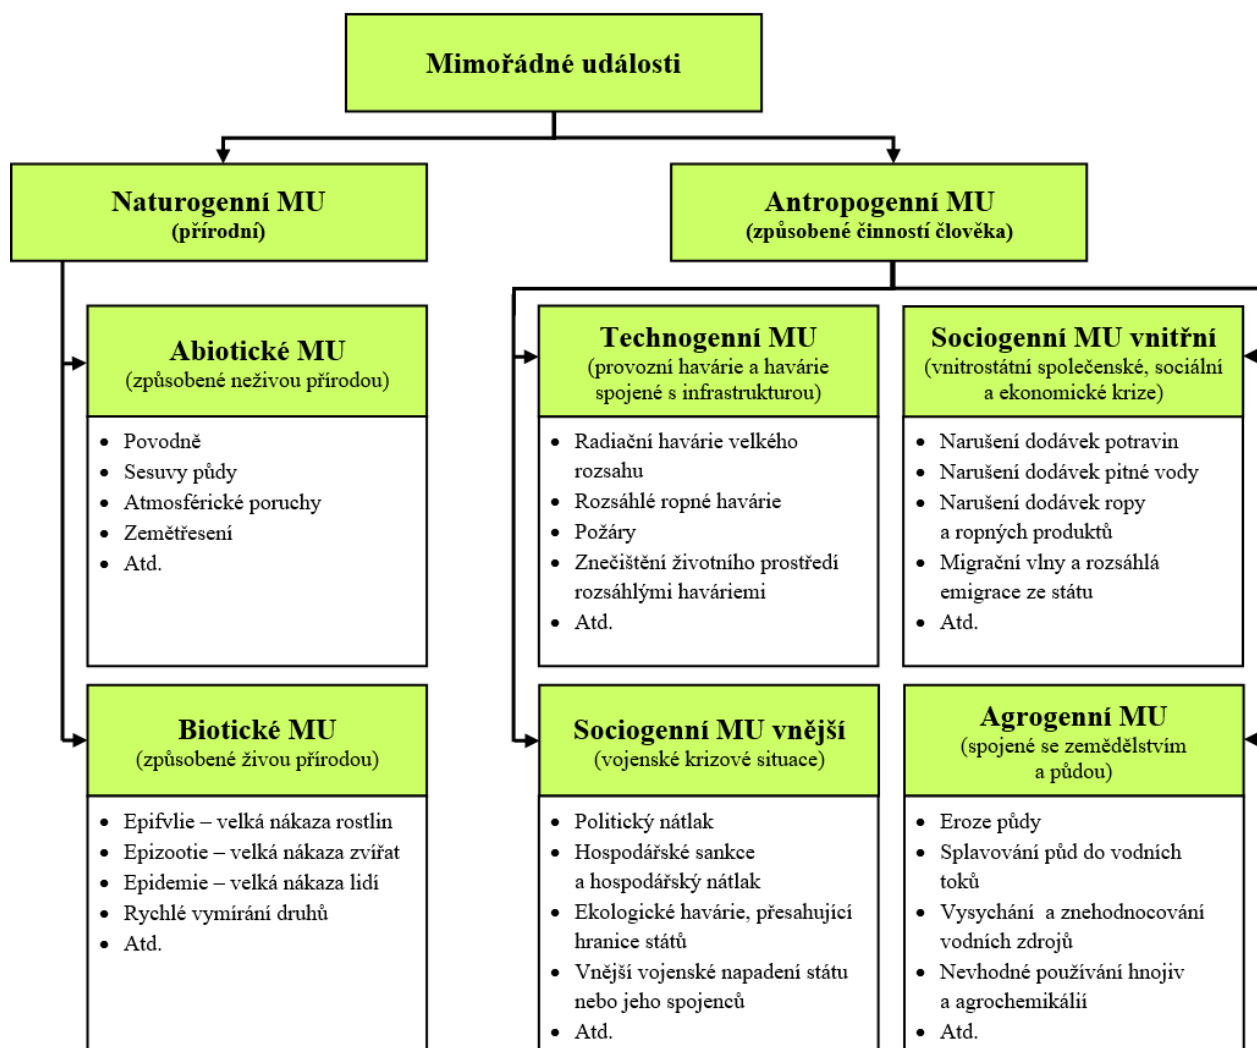 Mimořádné události
Naturogenní MU
(přírodní)
Antropogenní MU
(způsobené činností člověka)
Abiotické MU
(způsobené neživou přírodou)
• Povodně
• Sesuvy půdy
• Atmosférické poruchy
• Zemětřesení
• Atd.
Technogenní MU
(provozní havárie a havárie
spojené s infrastrukturou)
• Radiační havárie velkého
rozsahu
• Rozsáhlé ropné havárie
• Požáry
• Znečištění životního prostředí
rozsáhlými haváriemi
• Atd.
Sociogenní MU vnitřní
(vnitrostátní společenské, sociální
a ekonomické krize)
• Narušení dodávek potravin
• Narušení dodávek pitné vody
• Narušení dodávek ropy
a ropných produktů
• Migrační vlny a rozsáhlá
emigrace ze státu
• Atd.
Biotické MU
(způsobené živou přírodou)
• Epifvlie – velká nákaza rostlin
• Epizootie – velká nákaza zvířat
• Epidemie – velká nákaza lidí
• Rychlé vymírání druhů
• Atd.
Sociogenní MU vnější
(vojenské krizové situace)
• Politický nátlak
• Hospodářské sankce
a hospodářský nátlak
• Ekologické havárie, přesahující
hranice států
• Vnější vojenské napadení státu
nebo jeho spojenců
• Atd.
Agrogenní MU
(spojené se zemědělstvím
a půdou)
• Eroze půdy
• Splavování půd do vodních
toků
• Vysychání a znehodnocování
vodních zdrojů
• Nevhodné používání hnojiv
a agrochemikálií
• Atd.